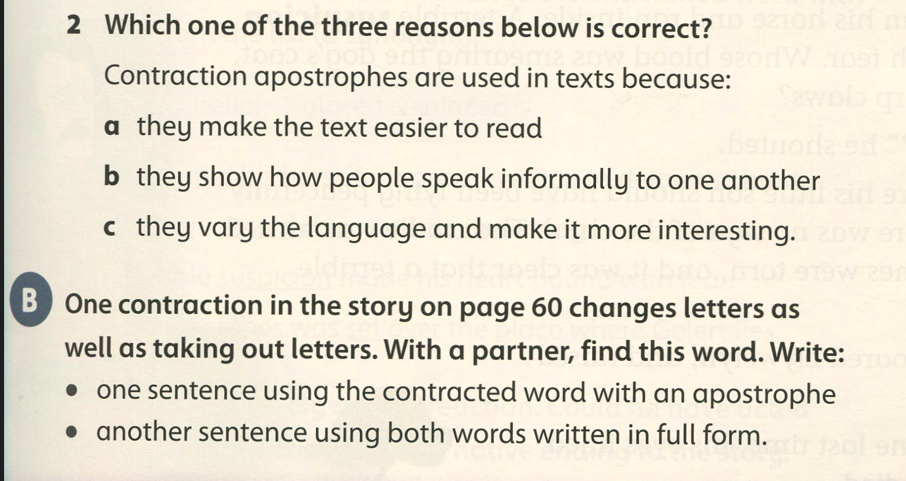 2 Which one of the three reasons below is correct?
Contraction apostrophes are used in texts because:
a they make the text easier to read
b they show how people speak informally to one another
c they vary the language and make it more interesting.
B One contraction in the story on page 60 changes letters as
well as taking out letters. With a partner, find this word. Write:
• one sentence using the contracted word with an apostrophe
• another sentence using both words written in full form.